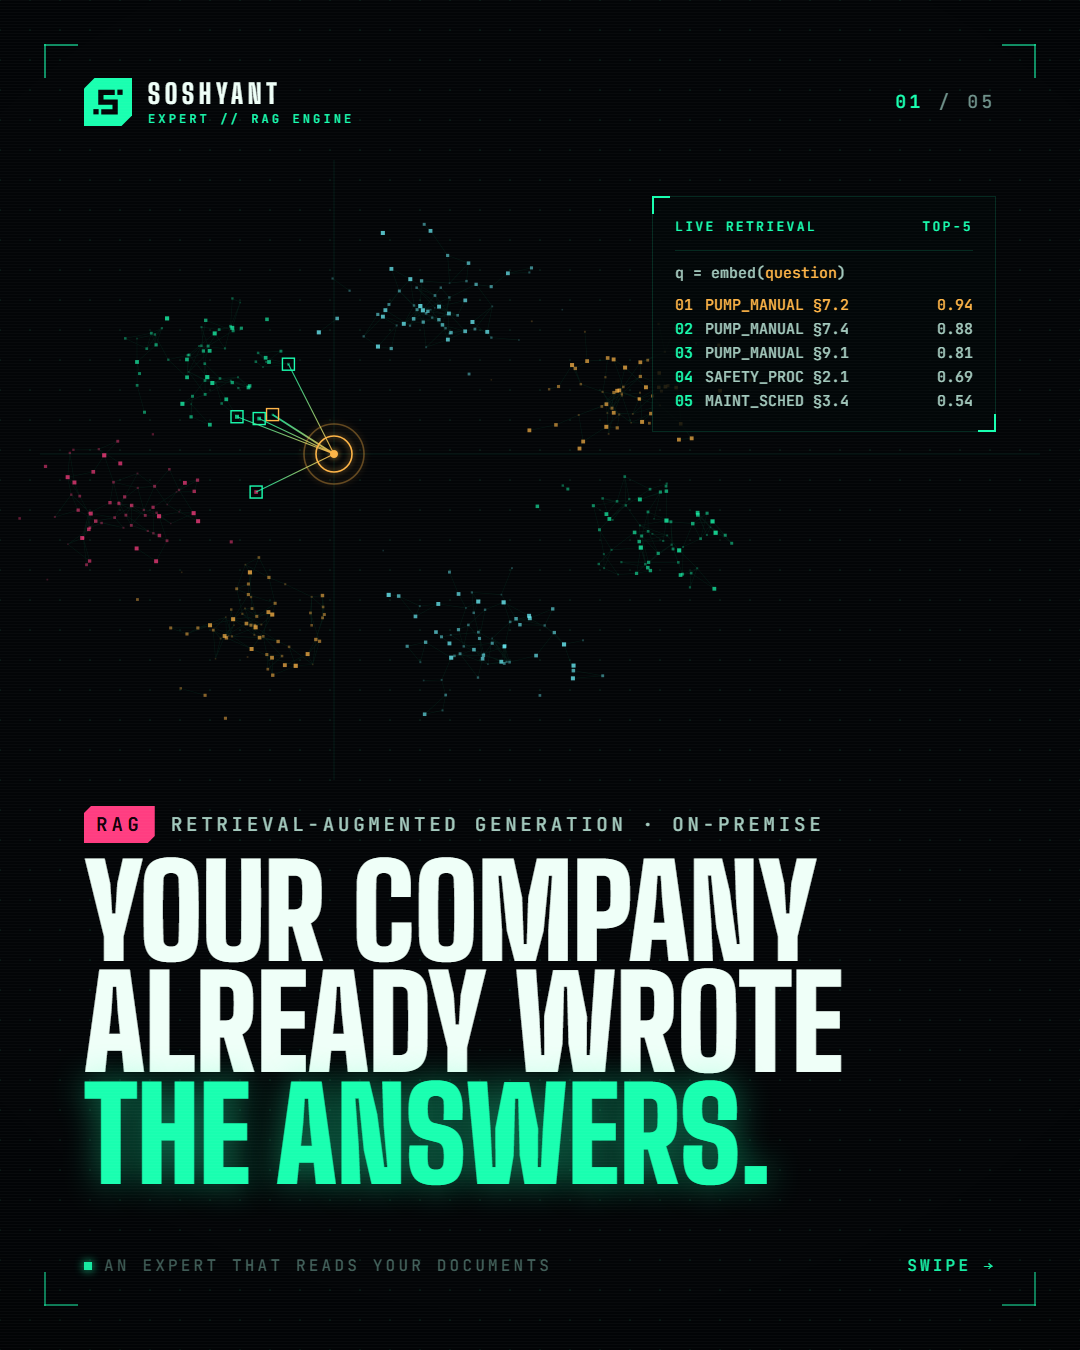 SOSHYANT
EXPERT // RAG ENGINE
01 / 05
LIVE RETRIEVAL TOP-5
q = embed(question)
01 PUMP_MANUAL §7.2 0.94
02 PUMP_MANUAL §7.4 0.88
03 PUMP_MANUAL §9.1 0.81
04 SAFETY_PROC §2.1 0.69
05 MAINT_SCHED §3.4 0.54
RAG RETRIEVAL-AUGMENTED GENERATION · ON-PREMISE
YOUR COMPANY
ALREADY WROTE
THE ANSWERS.
AN EXPERT THAT READS YOUR DOCUMENTS
SWIPE →